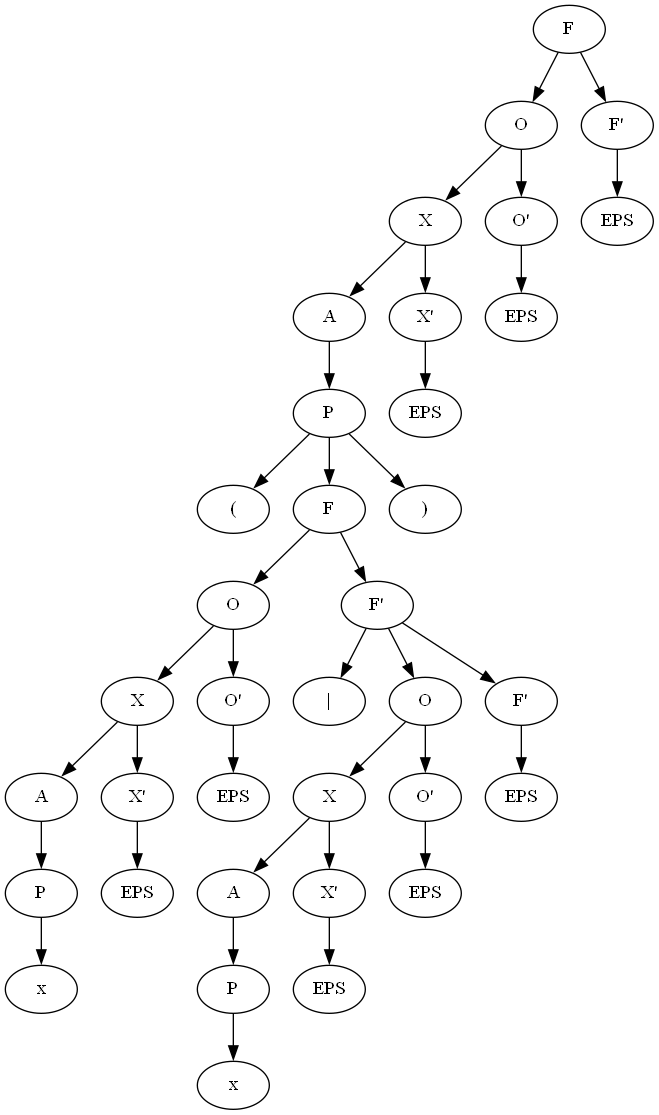 F
O F'
X O' EPS
A X' EPS
P EPS
( F )
O F'
X O' | O F'
A X' EPS X O' EPS
P EPS A X' EPS
x P EPS
x